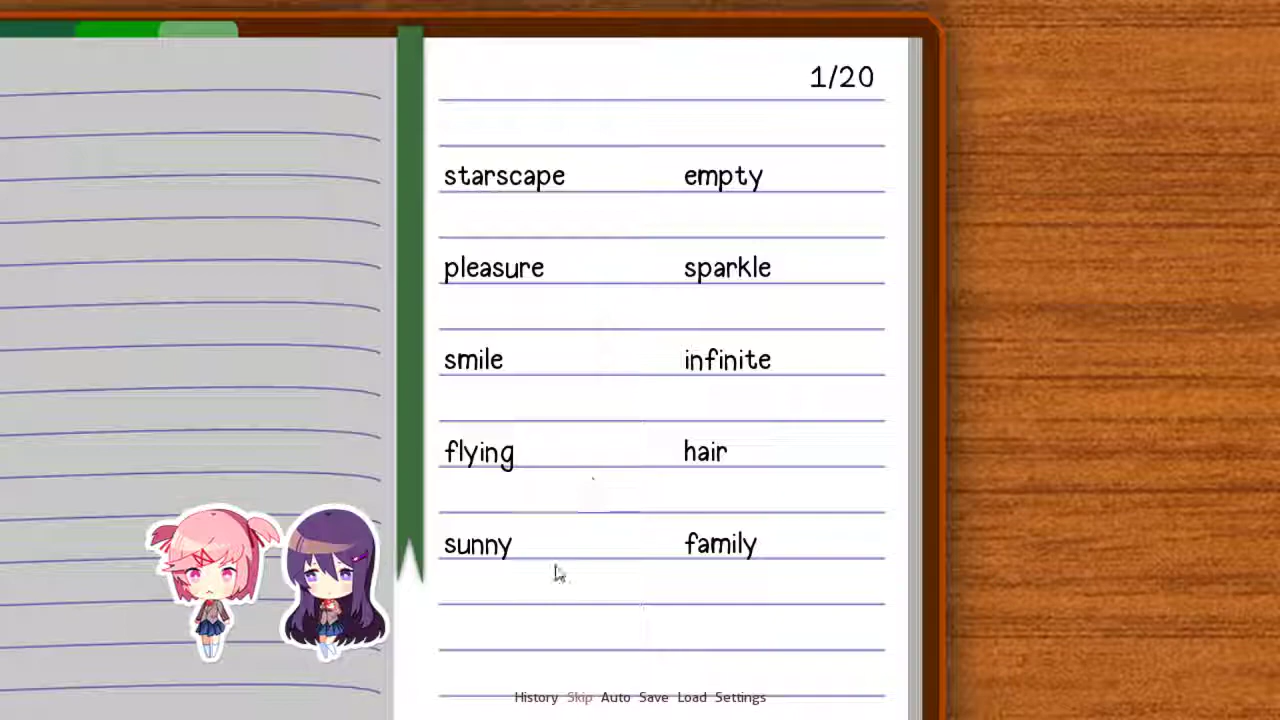 1/20
starscape empty
pleasure sparkle
smile infinite
flying hair
sunny family
History Skip Auto Save Load Settings